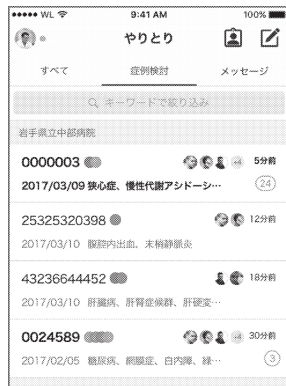 WL 9:41 AM 100%
やりとり
すべて 症例検討 メッセージ
キーワードで絞り込み
岩手県立中部病院
0000003 +4 5分前
2017/03/09 狭心症、慢性代謝アシドーシ… 24
25325320398 12分前
2017/03/10 腹腔内出血、末梢静脈炎
43236644452 18分前
2017/03/10 肝臓病、肝腎症候群、肝硬変…
0024589 +4 30分前
2017/02/05 糖尿病、網膜症、白内障、緑… 3